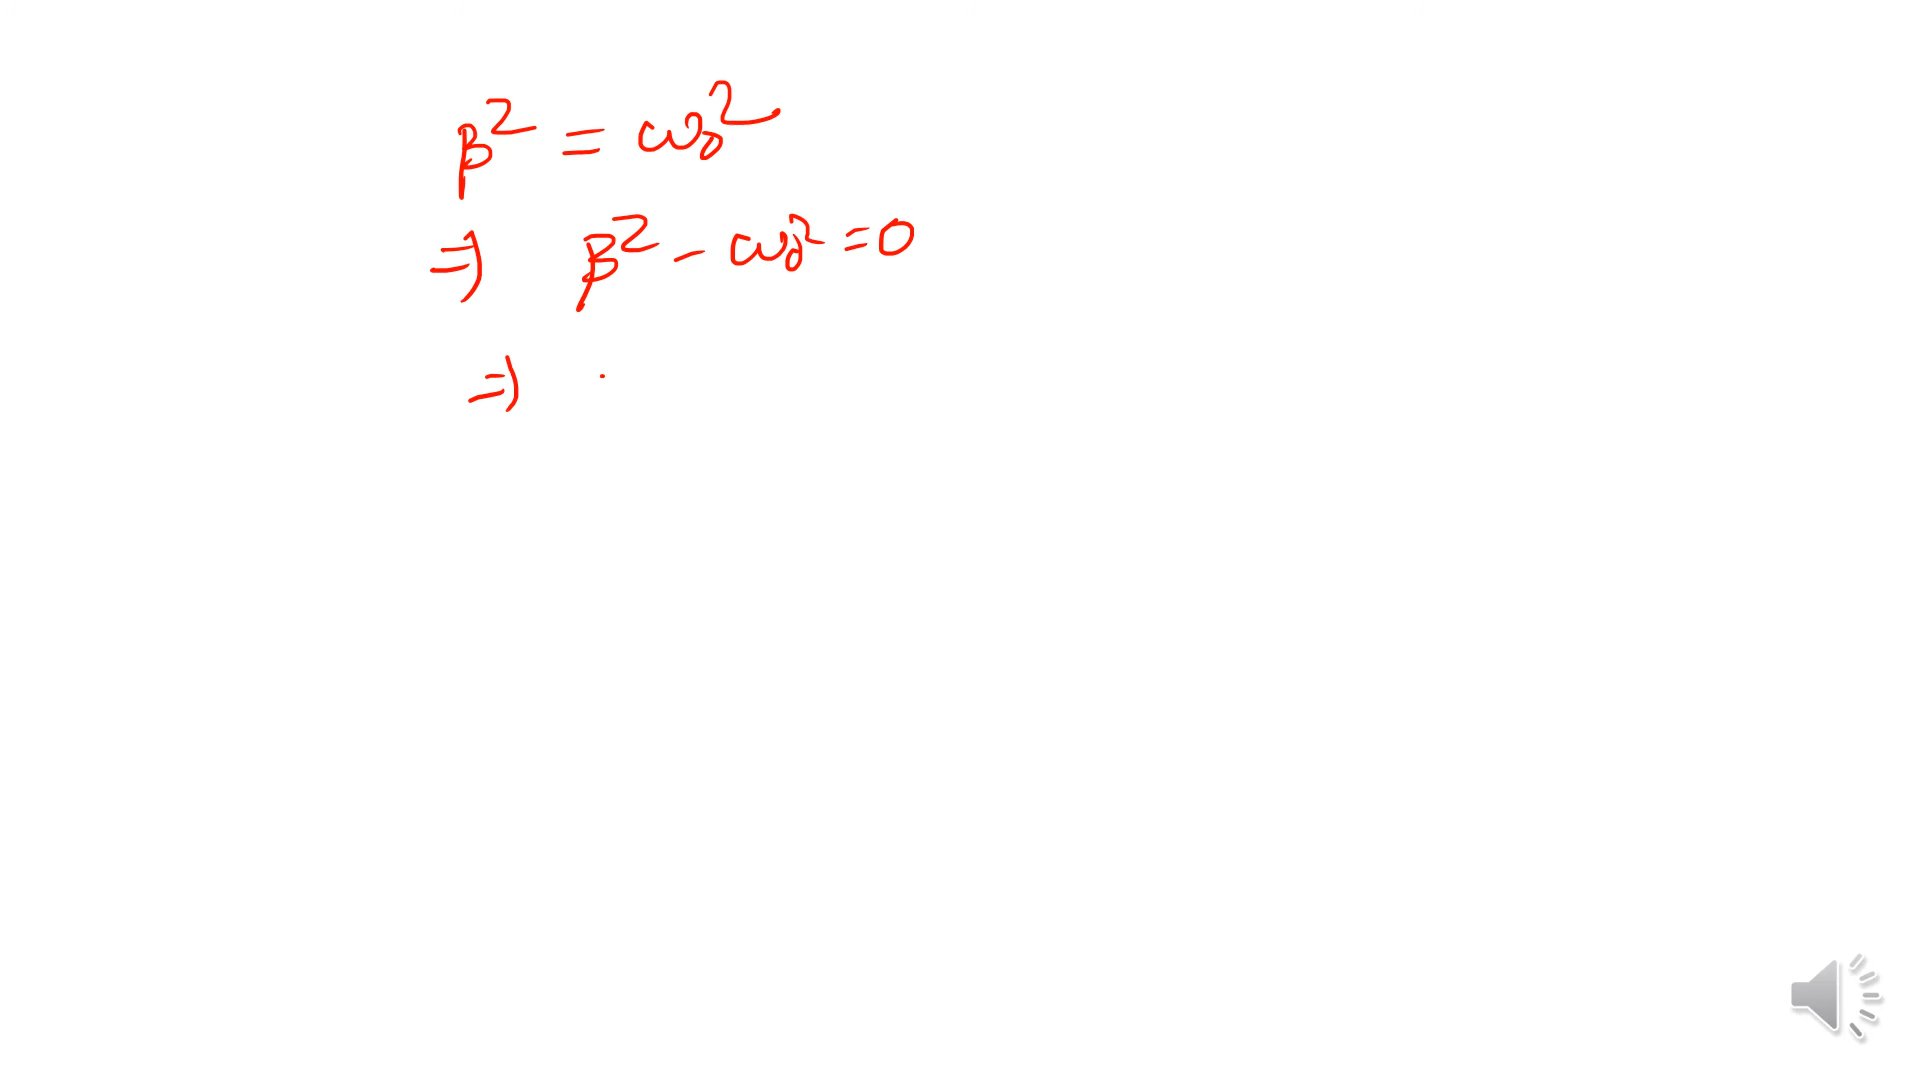 β² = ω₀²
⇒ β² - ω₀² = 0
⇒ .